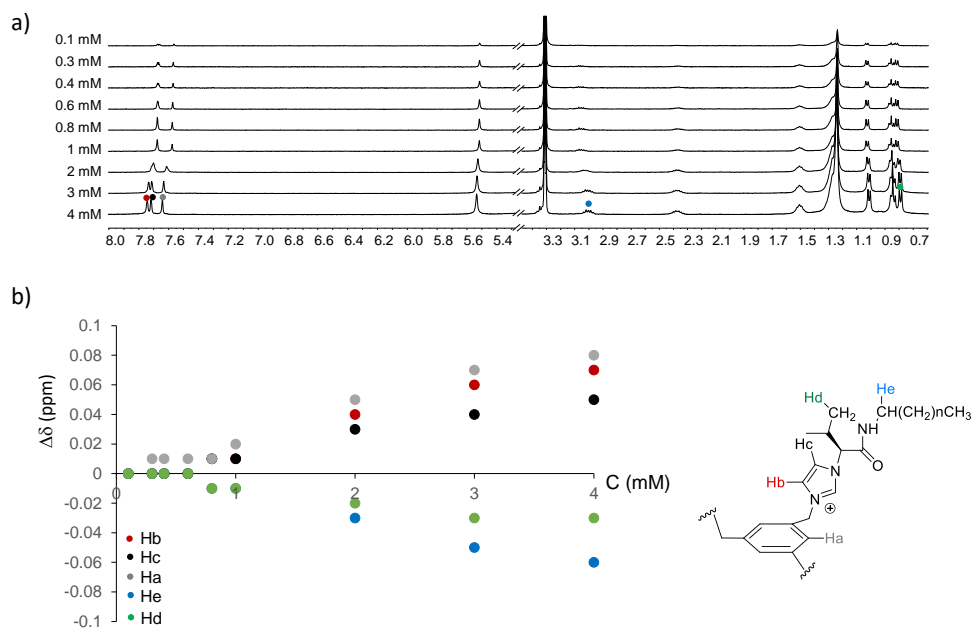 a)
0.1 mM
0.3 mM
0.4 mM
0.6 mM
0.8 mM
1 mM
2 mM
3 mM
4 mM
8.0 7.8 7.6 7.4 7.2 7.0 6.8 6.6 6.4 6.2 6.0 5.8 5.6 5.4 3.3 3.1 2.9 2.7 2.5 2.3 2.1 1.9 1.7 1.5 1.3 1.1 0.9 0.7
b)
0.1
0.08
0.06
0.04
0.02
0
-0.02
-0.04
-0.06
-0.08
-0.1
Δδ (ppm)
0 1 2 3 4
C (mM)
Hb
Hc
Ha
He
Hd
He
Hd
CH2
C(CH2)nCH3
NH
Hc
O
N
Hb
N
+
Ha